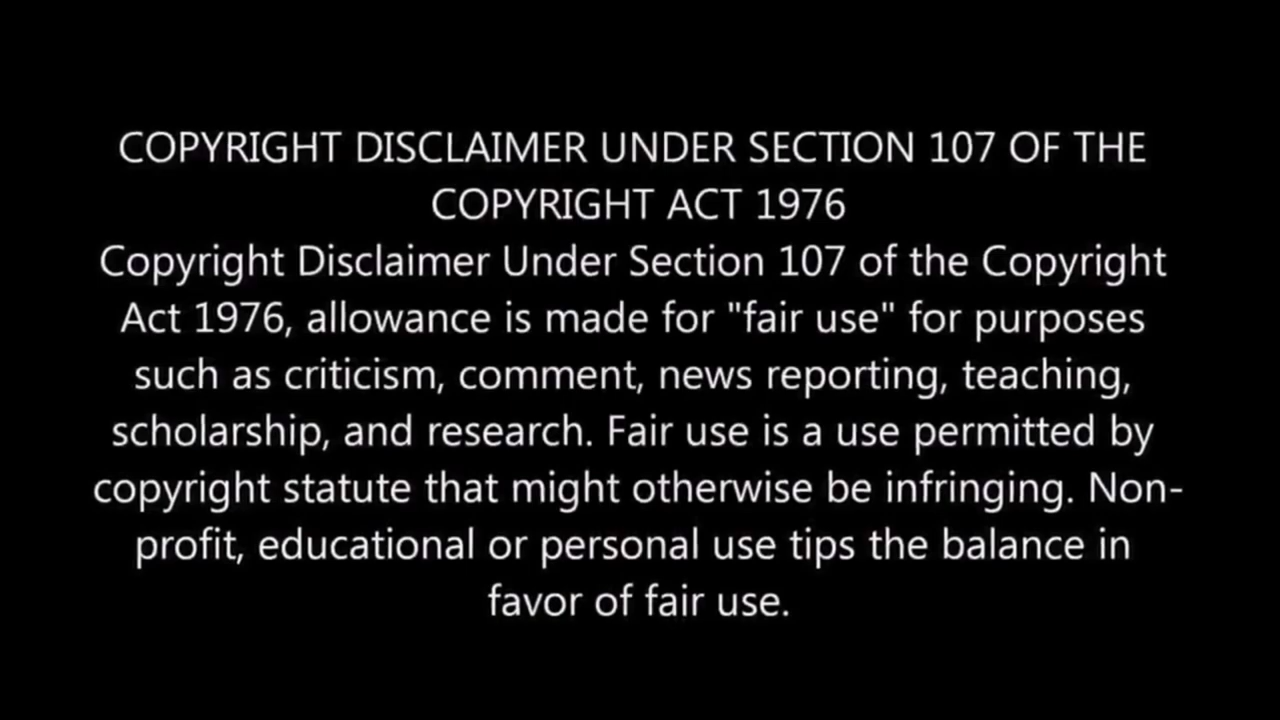 COPYRIGHT DISCLAIMER UNDER SECTION 107 OF THE
COPYRIGHT ACT 1976
Copyright Disclaimer Under Section 107 of the Copyright
Act 1976, allowance is made for "fair use" for purposes
such as criticism, comment, news reporting, teaching,
scholarship, and research. Fair use is a use permitted by
copyright statute that might otherwise be infringing. Non-
profit, educational or personal use tips the balance in
favor of fair use.